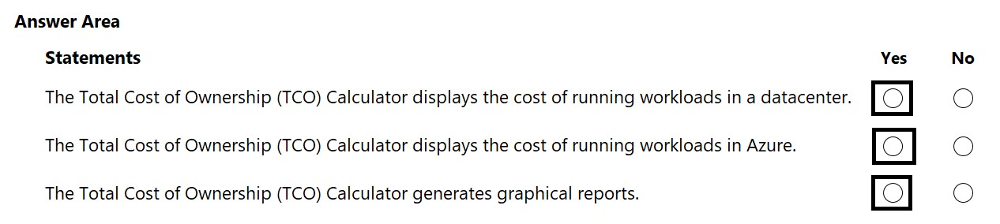 Answer Area
Statements Yes No
The Total Cost of Ownership (TCO) Calculator displays the cost of running workloads in a datacenter.
The Total Cost of Ownership (TCO) Calculator displays the cost of running workloads in Azure.
The Total Cost of Ownership (TCO) Calculator generates graphical reports.